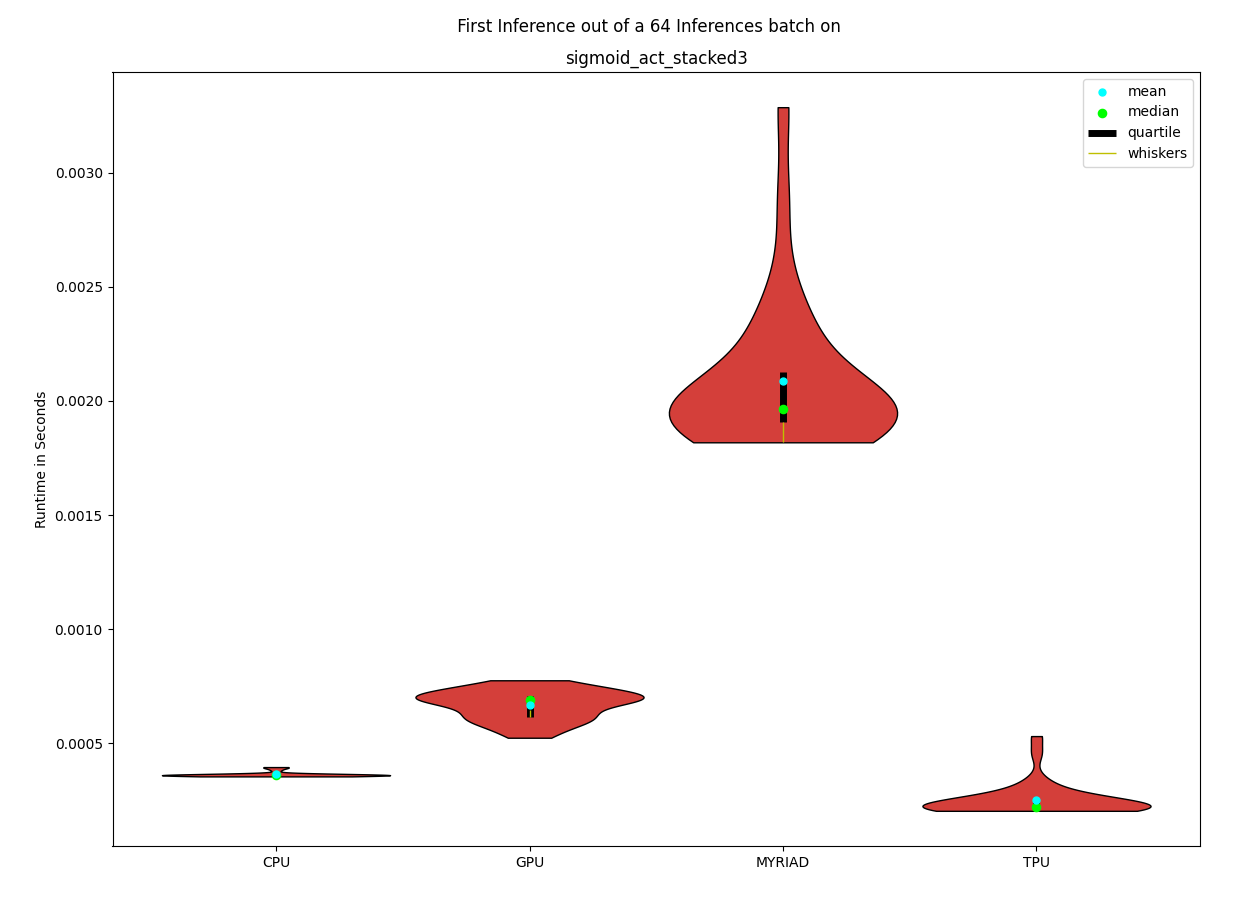 First Inference out of a 64 Inferences batch on
sigmoid_act_stacked3
mean
median
quartile
whiskers
Runtime in Seconds
0.0030
0.0025
0.0020
0.0015
0.0010
0.0005
CPU
GPU
MYRIAD
TPU